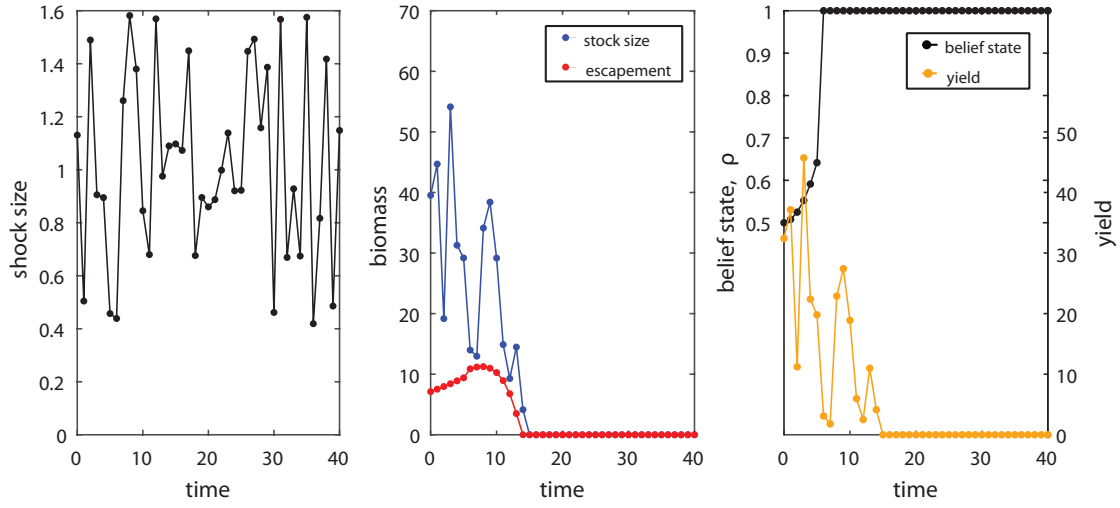 shock size
1.6
1.4
1.2
1
0.8
0.6
0.4
0.2
0
0 10 20 30 40
time
biomass
70
60
50
40
30
20
10
0
stock size
escapement
0 10 20 30 40
time
belief state, ρ
1
0.9
0.8
0.7
0.6
0.5
belief state
yield
50
40
30
20
10
0
yield
0 10 20 30 40
time